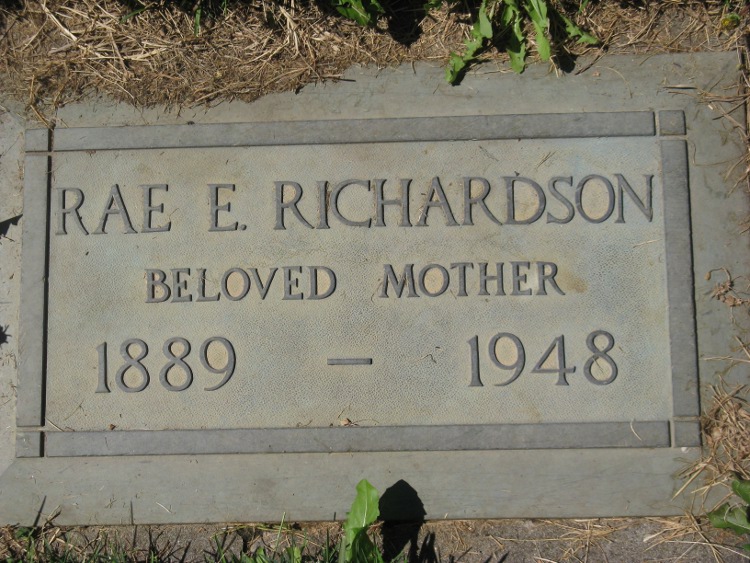 RAE E. RICHARDSON
BELOVED MOTHER
1889 – 1948